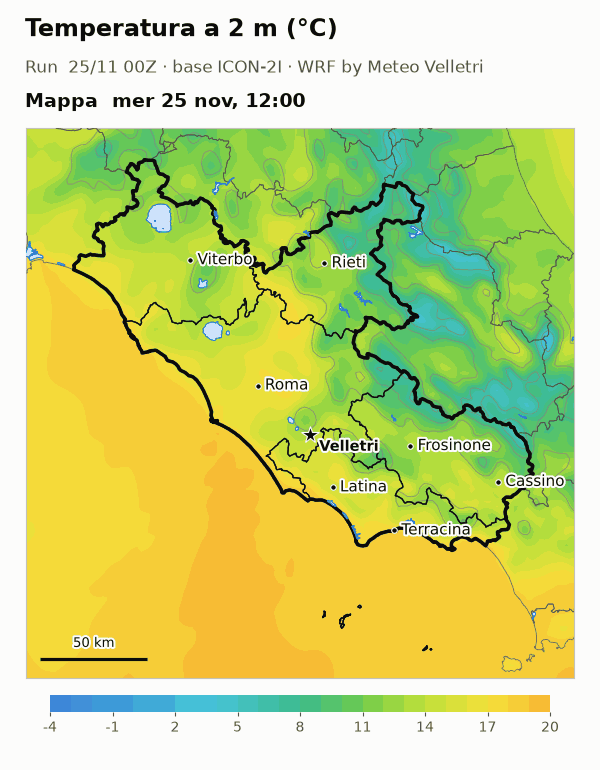 Temperatura a 2 m (°C)
Run  25/11 00Z · base ICON-2I · WRF by Meteo Velletri
Mappa  mer 25 nov, 12:00
Viterbo
Rieti
Roma
Velletri
Frosinone
Cassino
Latina
Terracina
50 km
-4 -1 2 5 8 11 14 17 20